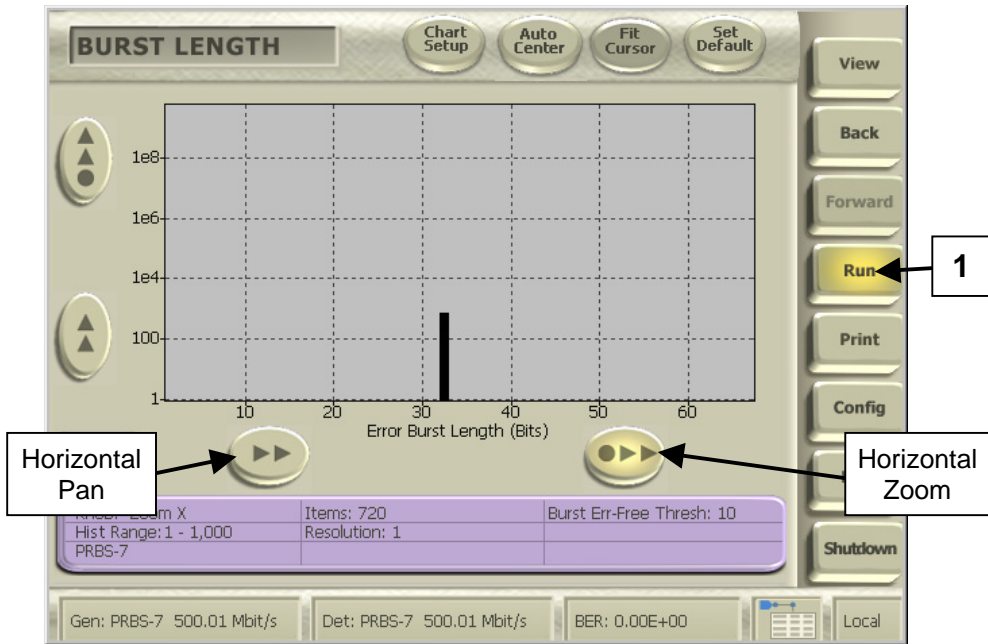 BURST LENGTH
Chart Setup
Auto Center
Fit Cursor
Set Default
View
Back
Forward
Run
1
Print
Config
Shutdown
1e8
1e6
1e4
100
1
10 20 30 40 50 60
Error Burst Length (Bits)
Horizontal
Pan
Horizontal
Zoom
Zoom X Items: 720 Burst Err-Free Thresh: 10
Hist Range: 1 - 1,000 Resolution: 1
PRBS-7
Gen: PRBS-7 500.01 Mbit/s Det: PRBS-7 500.01 Mbit/s BER: 0.00E+00 Local